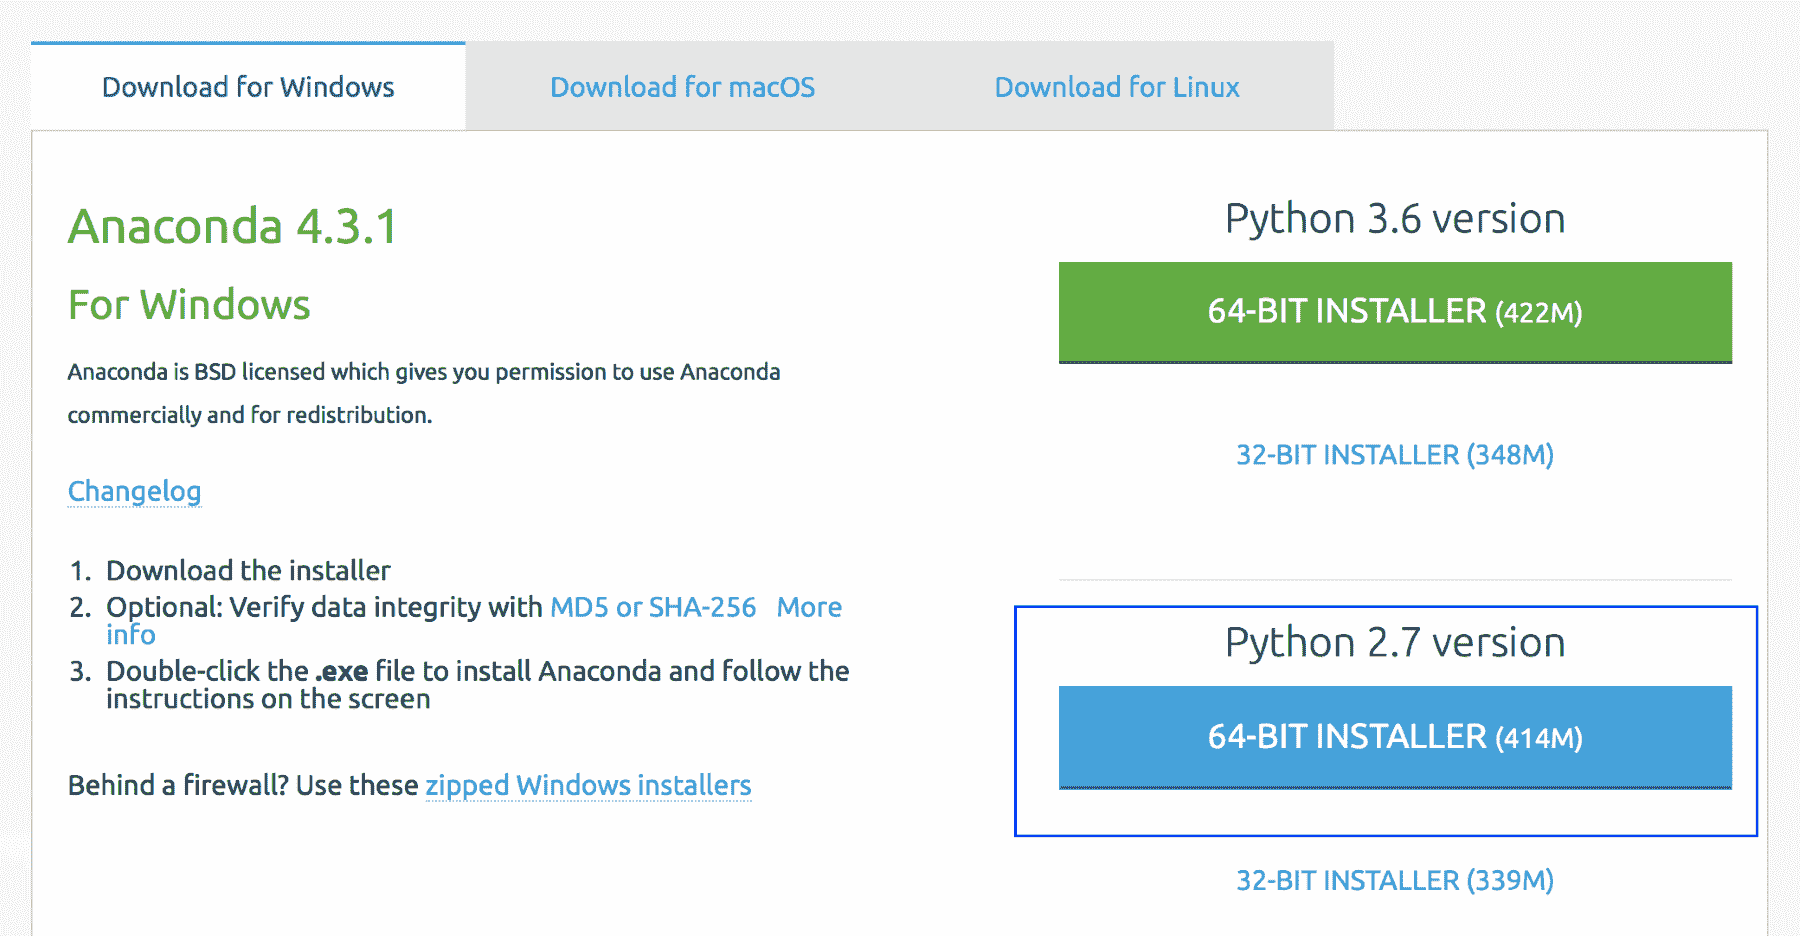 Download for Windows
Download for macOS
Download for Linux
Anaconda 4.3.1
For Windows
Anaconda is BSD licensed which gives you permission to use Anaconda
commercially and for redistribution.
Changelog
1. Download the installer
2. Optional: Verify data integrity with MD5 or SHA-256 More
info
3. Double-click the .exe file to install Anaconda and follow the
instructions on the screen
Behind a firewall? Use these zipped Windows installers
Python 3.6 version
64-BIT INSTALLER (422M)
32-BIT INSTALLER (348M)
Python 2.7 version
64-BIT INSTALLER (414M)
32-BIT INSTALLER (339M)